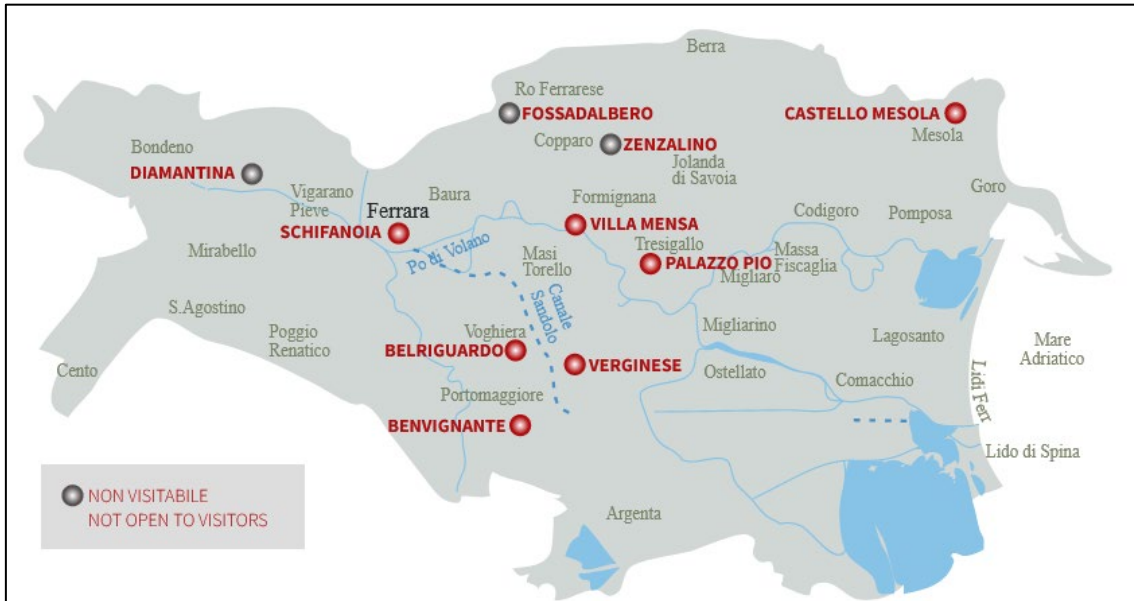 Berra
Ro Ferrarese
FOSSADALBERO
CASTELLO MESOLA
Mesola
Copparo
ZENZALINO
Bondeno
DIAMANTINA
Jolanda
di Savoia
Vigarano
Pieve
Baura
Formignana
Goro
Ferrara
SCHIFANOIA
VILLA MENSA
Codigoro
Pomposa
Mirabello
Po di Volano
Masi
Torello
Tresigallo
PALAZZO PIO
Massa
Fiscaglia
Migliaro
S.Agostino
Canale
Sandolo
Poggio
Renatico
Voghiera
BELRIGUARDO
Migliarino
Lagosanto
Mare
Adriatico
Cento
VERGINESE
Ostellato
Comacchio
Lidi Ferr
Portomaggiore
BENVIGNANTE
Lido di Spina
NON VISITABILE
NOT OPEN TO VISITORS
Argenta